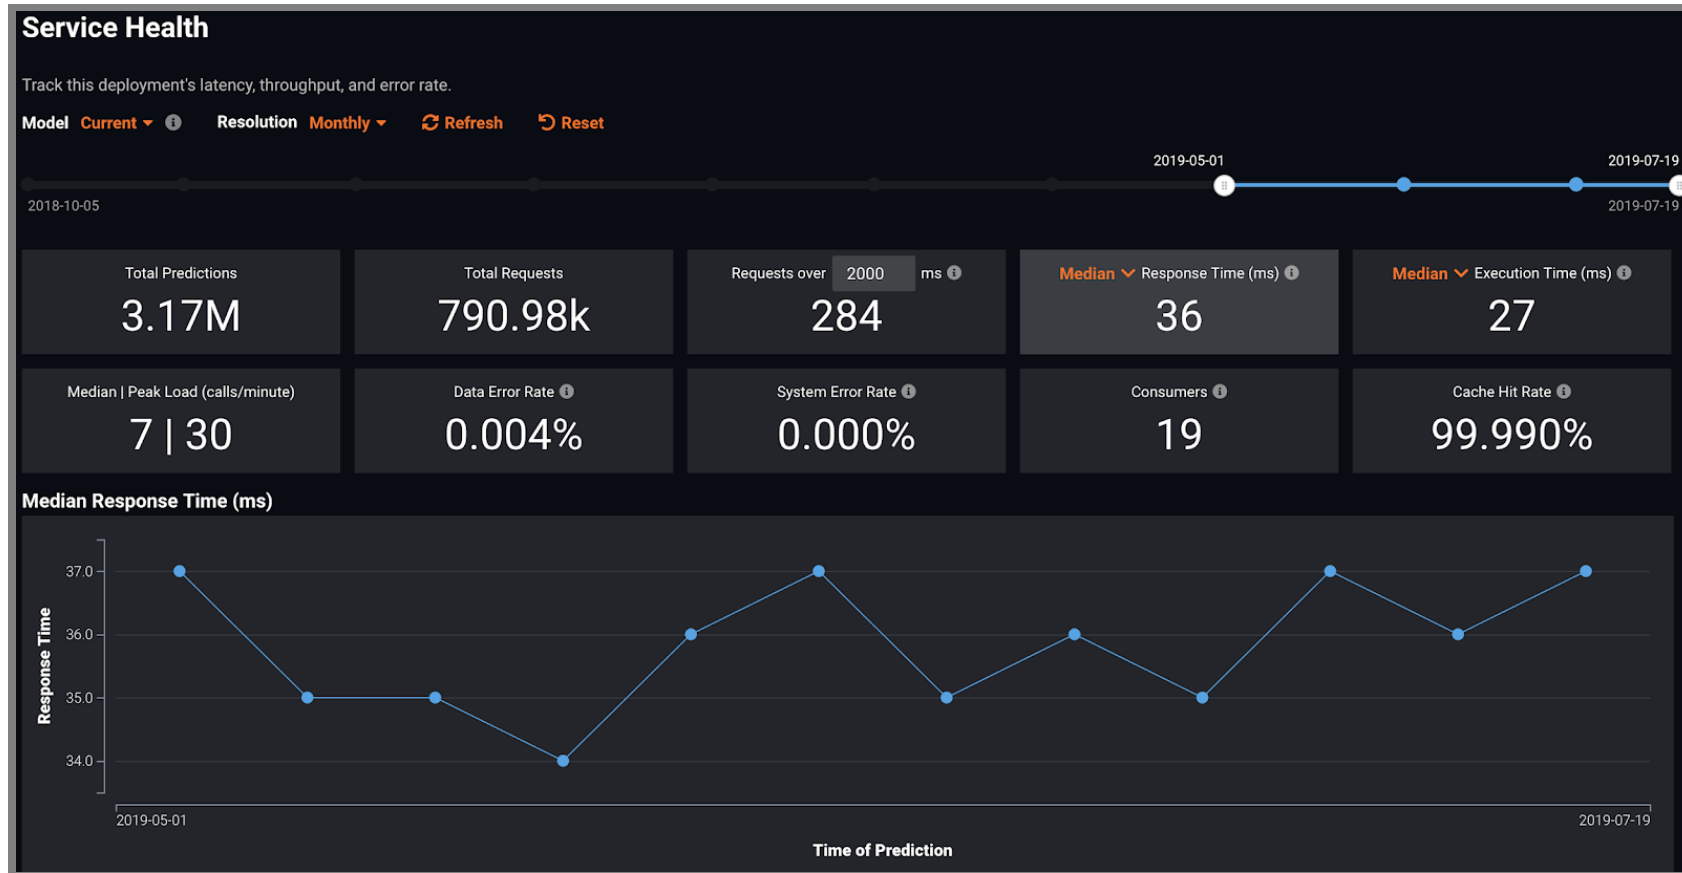 Service Health
Track this deployment's latency, throughput, and error rate.
Model Current Resolution Monthly Refresh Reset
2019-05-01 2019-07-19
2018-10-05 2019-07-19
Total Predictions
3.17M
Total Requests
790.98k
Requests over 2000 ms
284
Median Response Time (ms)
36
Median Execution Time (ms)
27
Median | Peak Load (calls/minute)
7 | 30
Data Error Rate
0.004%
System Error Rate
0.000%
Consumers
19
Cache Hit Rate
99.990%
Median Response Time (ms)
Response Time
37.0
36.0
35.0
34.0
2019-05-01 2019-07-19
Time of Prediction